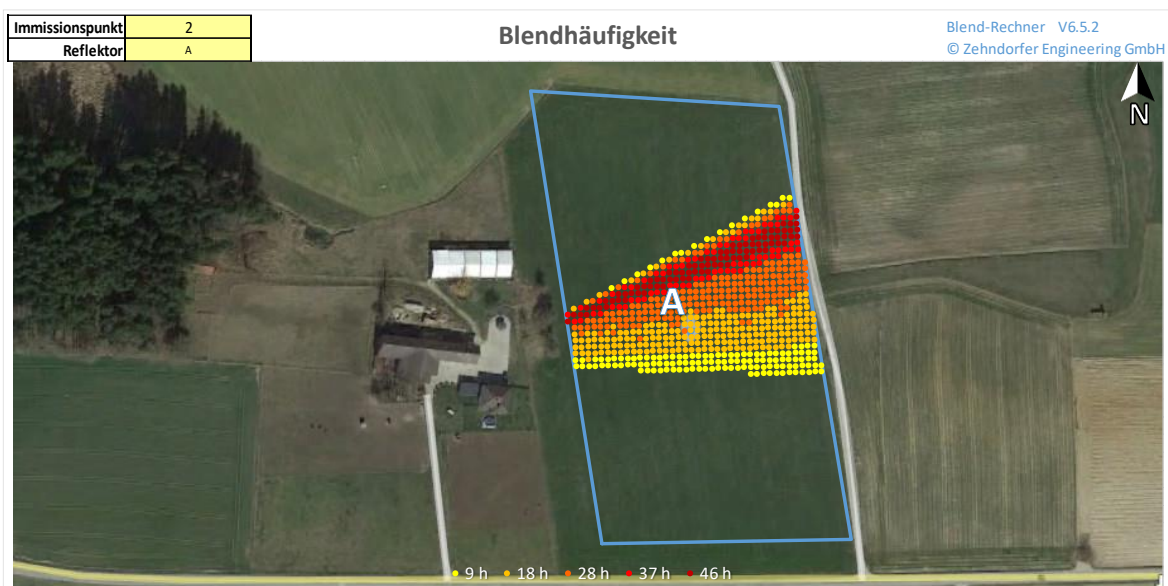 Immissionspunkt 2
Reflektor A
Blendhäufigkeit
Blend-Rechner V6.5.2
© Zehndorfer Engineering GmbH
N
A
9 h 18 h 28 h 37 h 46 h